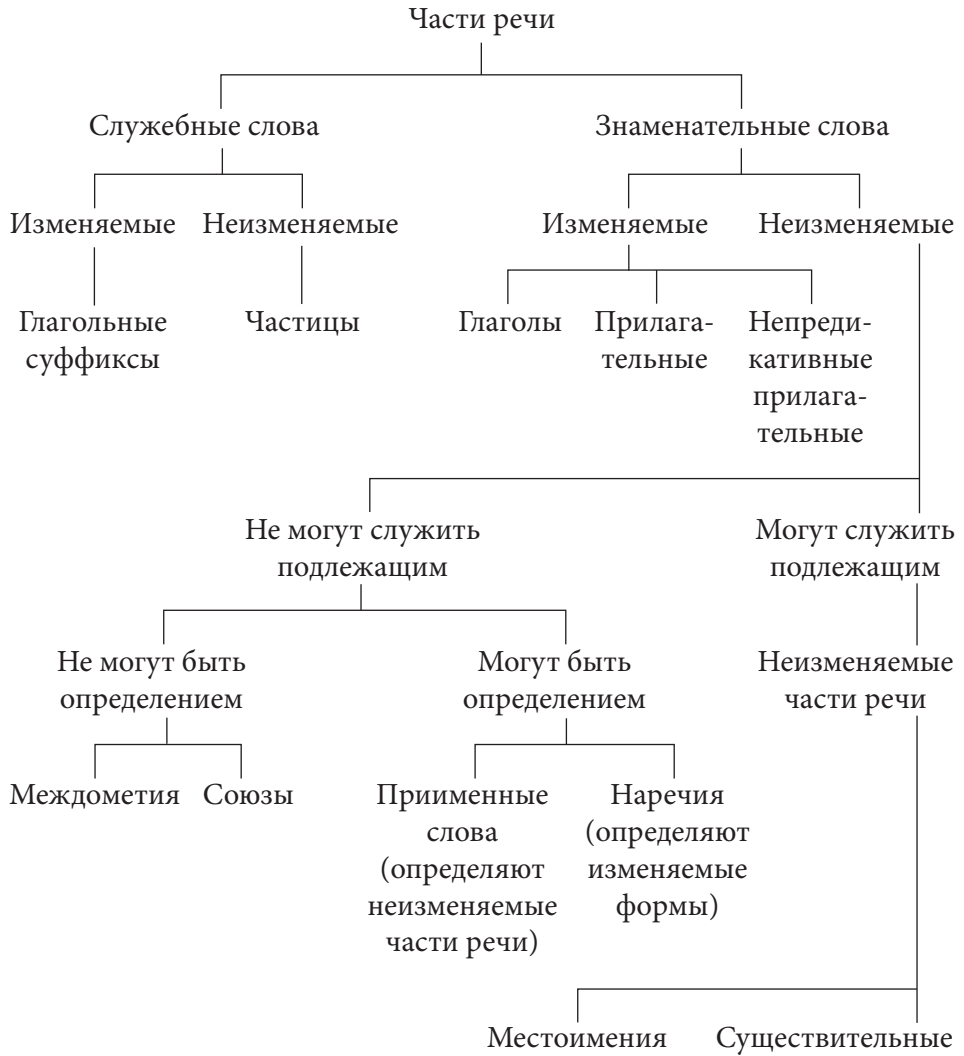 Части речи
Служебные слова Знаменательные слова
Изменяемые Неизменяемые Изменяемые Неизменяемые
Глагольные Частицы Глаголы Прилага- Непреди-
суффиксы тельные кативные
прилага-
тельные
Не могут служить Могут служить
подлежащим подлежащим
Не могут быть Могут быть Неизменяемые
определением определением части речи
Междометия Союзы Приименные Наречия
слова (определяют
(определяют изменяемые
неизменяемые формы)
части речи)
Местоимения Существительные